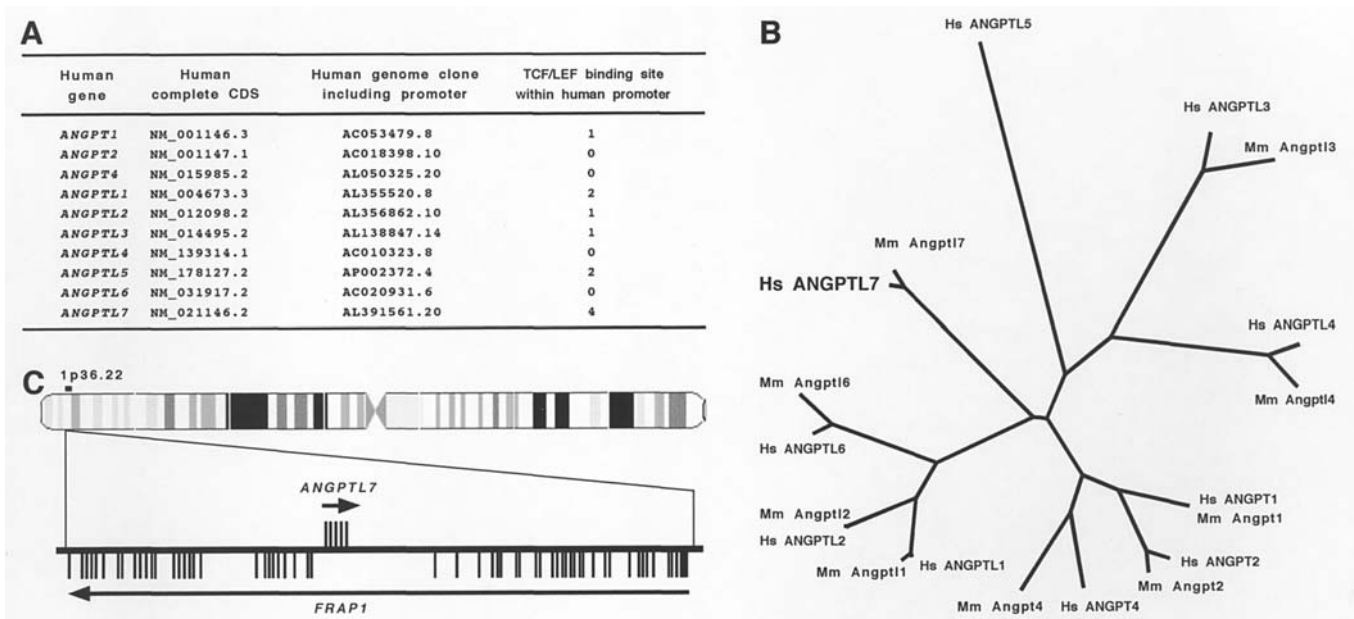 A
Human Human Human genome clone TCF/LEF binding site
gene complete CDS including promoter within human promoter
ANGPT1 NM_001146.3 AC053479.8 1
ANGPT2 NM_001147.1 AC018398.10 0
ANGPT4 NM_015985.2 AL050325.20 0
ANGPTL1 NM_004673.3 AL355520.8 2
ANGPTL2 NM_012098.2 AL356862.10 1
ANGPTL3 NM_014495.2 AL138847.14 1
ANGPTL4 NM_139314.1 AC010323.8 0
ANGPTL5 NM_178127.2 AP002372.4 2
ANGPTL6 NM_031917.2 AC020931.6 0
ANGPTL7 NM_021146.2 AL391561.20 4
C
1p36.22
ANGPTL7
FRAP1
B
Hs ANGPTL5
Hs ANGPTL3
Mm Angptl3
Mm Angptl7
Hs ANGPTL7
Hs ANGPTL4
Mm Angptl4
Mm Angptl6
Hs ANGPTL6
Hs ANGPT1
Mm Angpt1
Mm Angptl2
Hs ANGPTL2
Mm Angptl1
Hs ANGPTL1
Hs ANGPT2
Mm Angpt2
Mm Angpt4
Hs ANGPT4